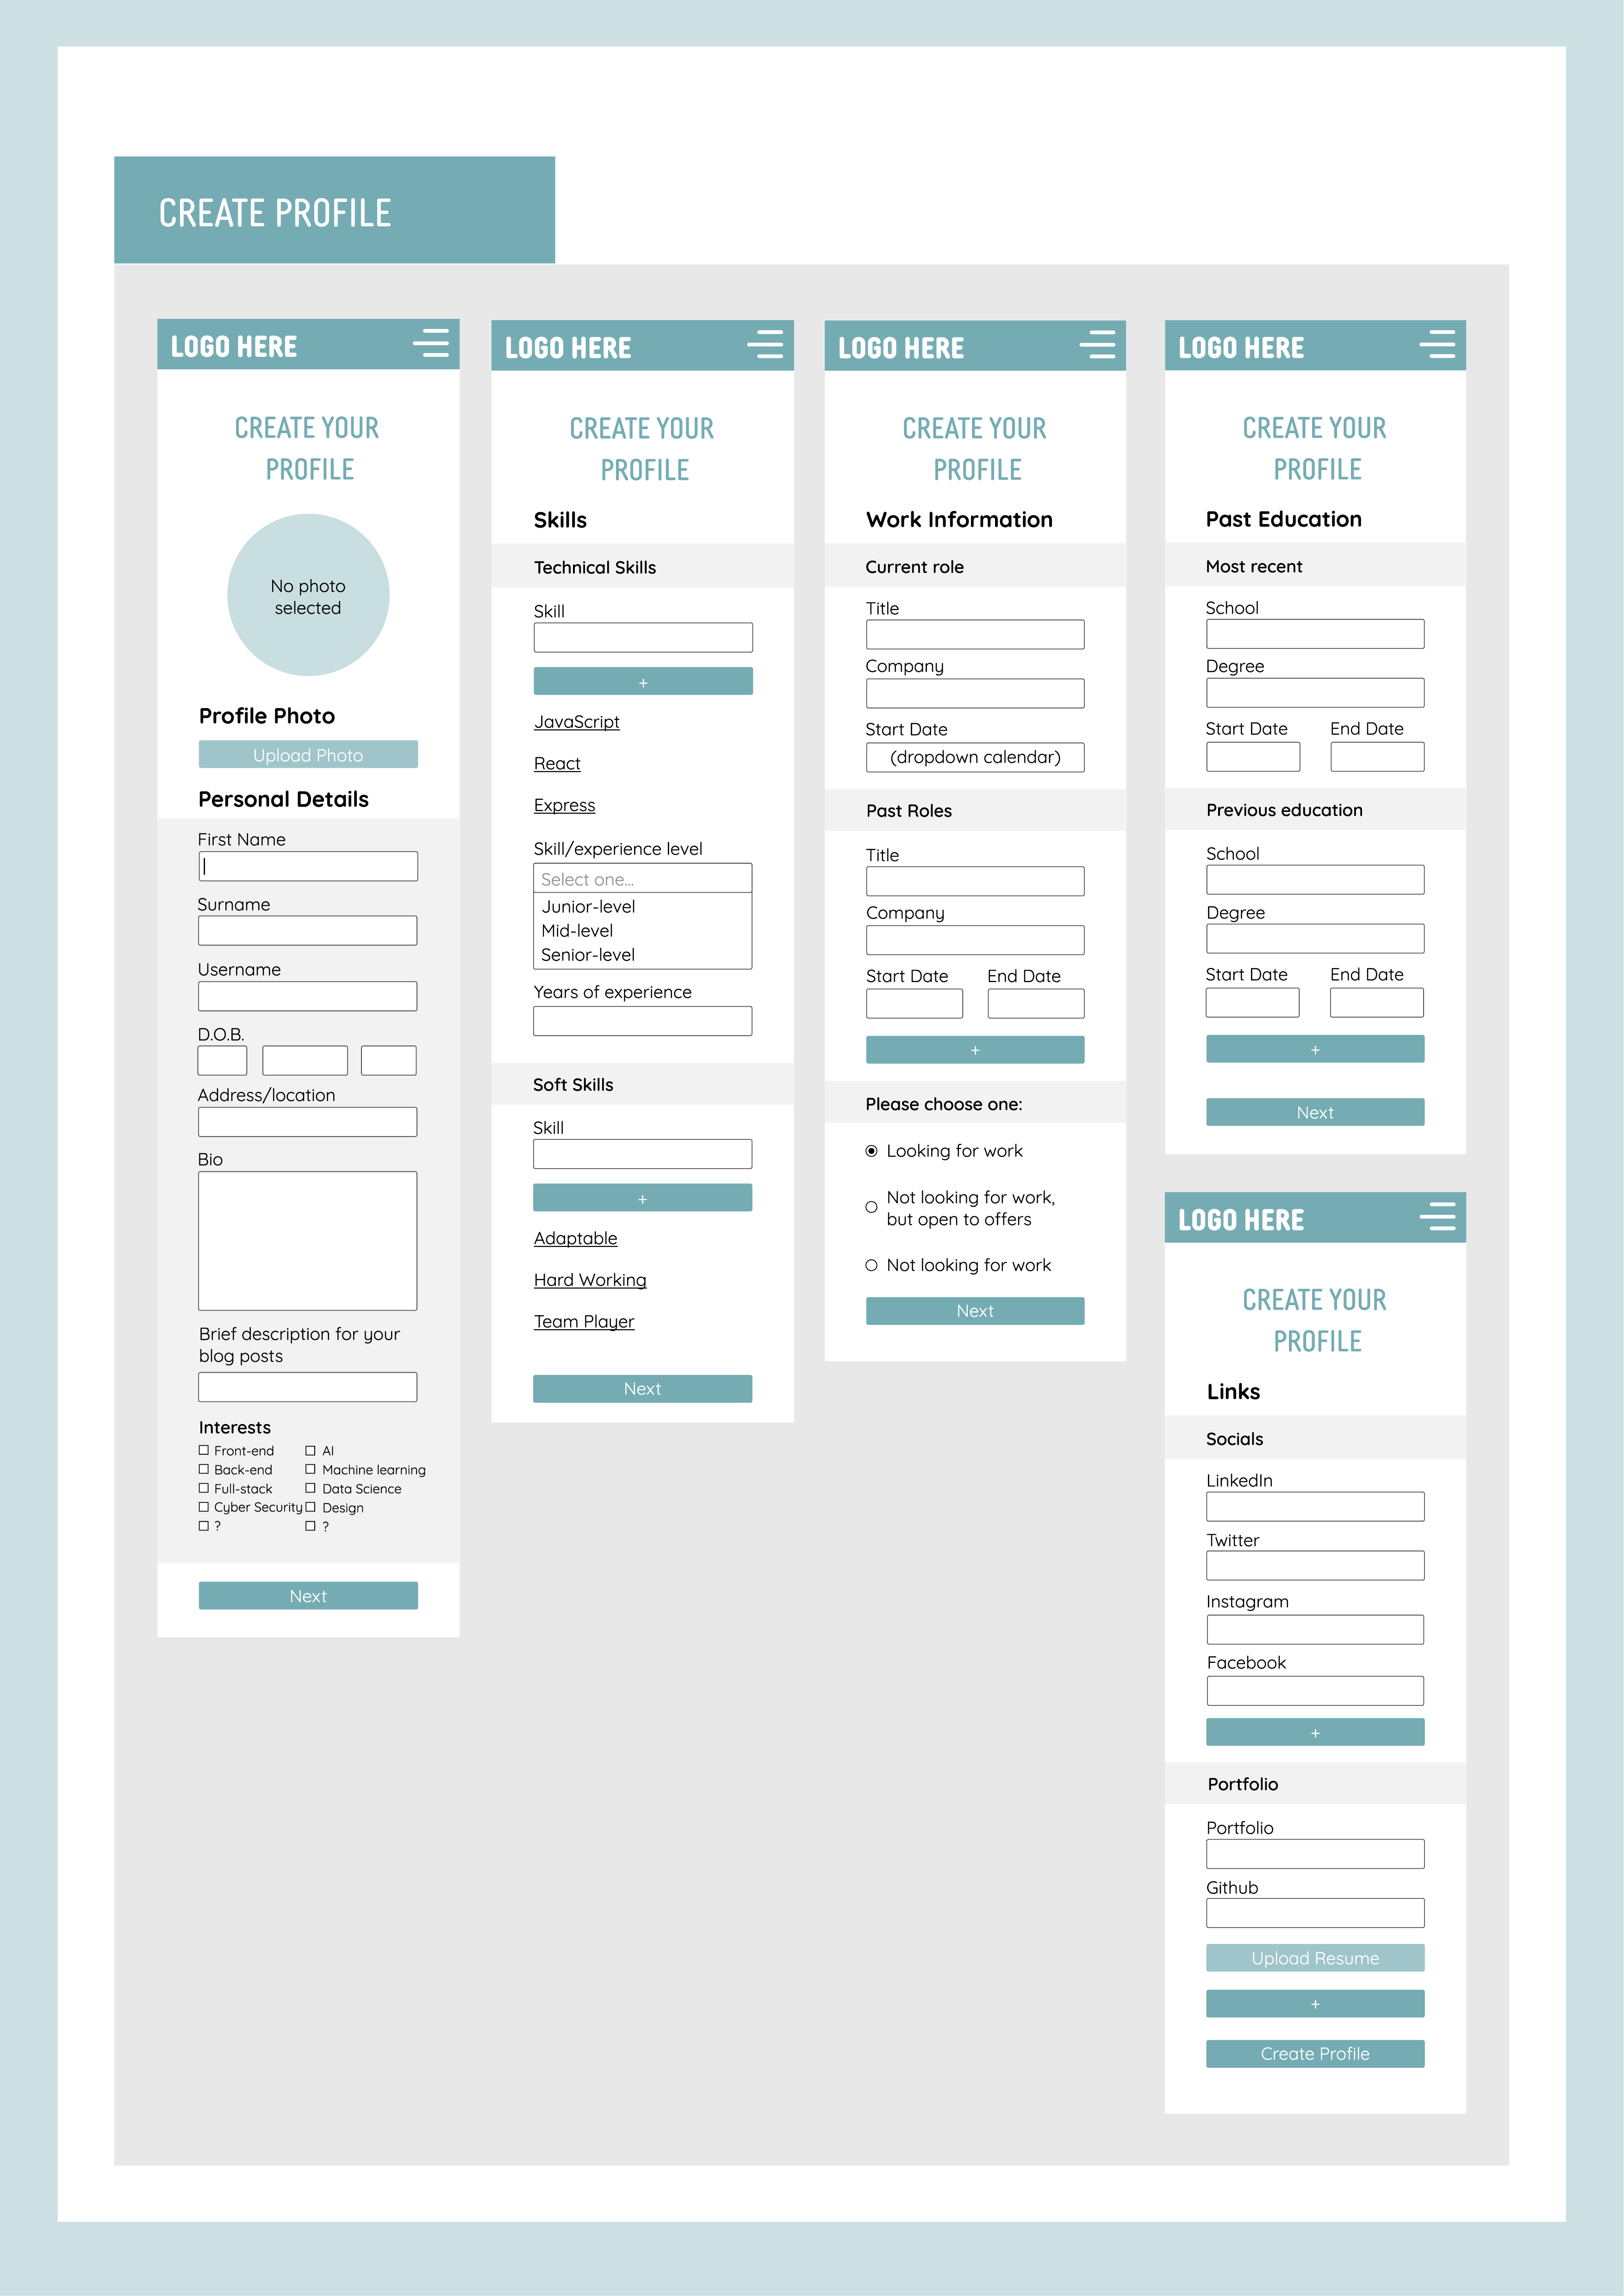 CREATE PROFILE
LOGO HERE
CREATE YOUR
PROFILE
No photo
selected
Profile Photo
Upload Photo
Personal Details
First Name
Surname
Username
D.O.B.
Address/location
Bio
Brief description for your
blog posts
Interests
Front-end
AI
Back-end
Machine learning
Full-stack
Data Science
Cyber Security
Design
?
?
Next
LOGO HERE
CREATE YOUR
PROFILE
Skills
Technical Skills
Skill
+
JavaScript
React
Express
Skill/experience level
Select one...
Junior-level
Mid-level
Senior-level
Years of experience
Soft Skills
Skill
+
Adaptable
Hard Working
Team Player
Next
LOGO HERE
CREATE YOUR
PROFILE
Work Information
Current role
Title
Company
Start Date
(dropdown calendar)
Past Roles
Title
Company
Start Date End Date
+
Please choose one:
Looking for work
Not looking for work,
but open to offers
Not looking for work
Next
LOGO HERE
CREATE YOUR
PROFILE
Past Education
Most recent
School
Degree
Start Date End Date
Previous education
School
Degree
Start Date End Date
+
Next
LOGO HERE
CREATE YOUR
PROFILE
Links
Socials
LinkedIn
Twitter
Instagram
Facebook
+
Portfolio
Portfolio
Github
Upload Resume
+
Create Profile